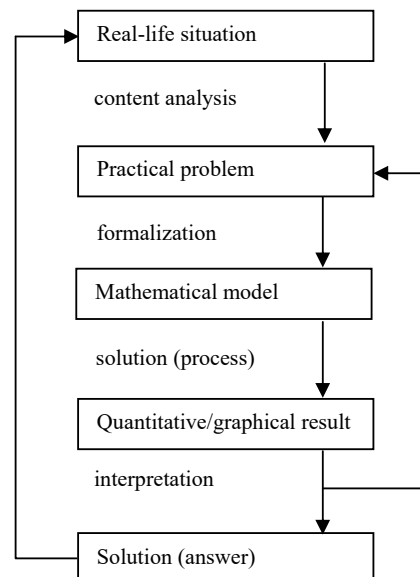 Real-life situation
content analysis
Practical problem
formalization
Mathematical model
solution (process)
Quantitative/graphical result
interpretation
Solution (answer)